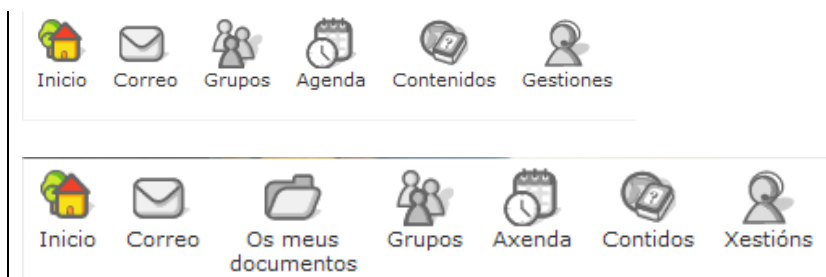 Inicio Correo Grupos Agenda Contenidos Gestiones
Inicio Correo Os meus Grupos Axenda Contidos Xestións
documentos